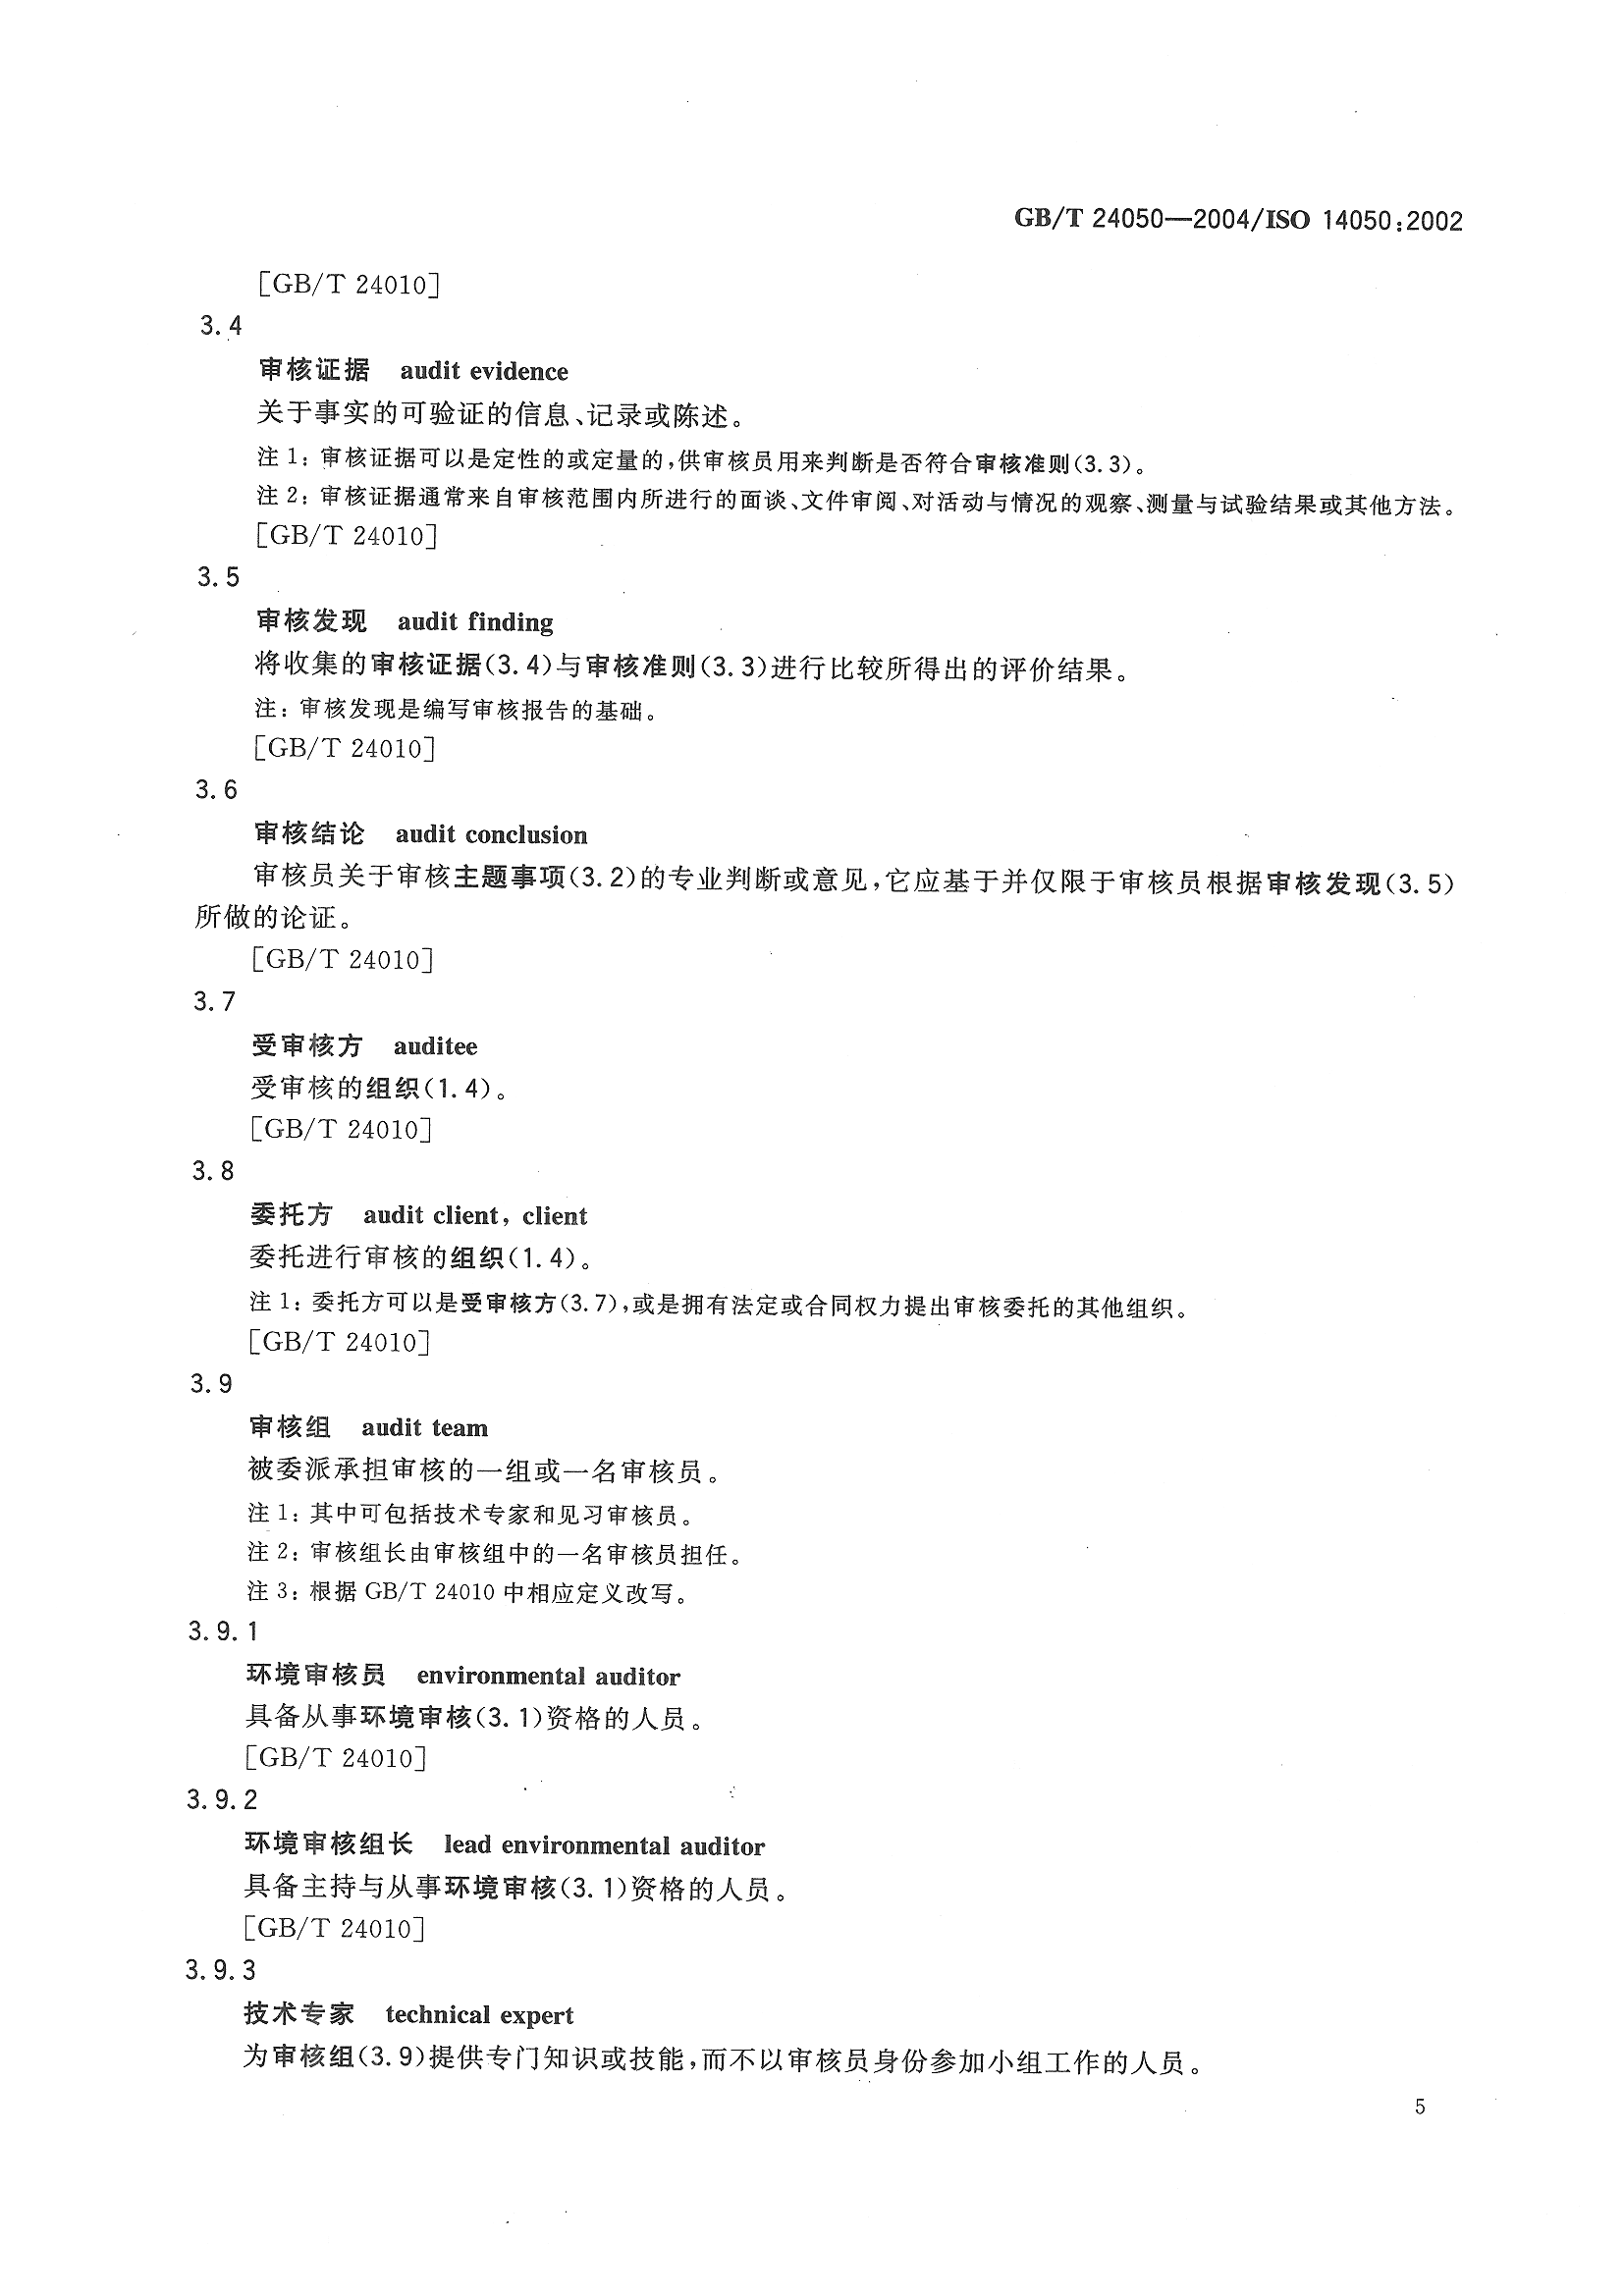 GB/T 24050—2004/ISO 14050:2002
[GB/T 24010]
3.4
审核证据 audit evidence
关于事实的可验证的信息、记录或陈述。
注 1: 审核证据可以是定性的或定量的,供审核员用来判断是否符合审核准则(3.3)。
注 2: 审核证据通常来自审核范围内所进行的面谈、文件审阅、对活动与情况的观察、测量与试验结果或其他方法。
[GB/T 24010]
3.5
审核发现 audit finding
将收集的审核证据(3.4)与审核准则(3.3)进行比较所得出的评价结果。
注: 审核发现是编写审核报告的基础。
[GB/T 24010]
3.6
审核结论 audit conclusion
审核员关于审核主题事项(3.2)的专业判断或意见,它应基于并仅限于审核员根据审核发现(3.5)
所做的论证。
[GB/T 24010]
3.7
受审核方 auditee
受审核的组织(1.4)。
[GB/T 24010]
3.8
委托方 audit client, client
委托进行审核的组织(1.4)。
注 1: 委托方可以是受审核方(3.7),或是拥有法定或合同权力提出审核委托的其他组织。
[GB/T 24010]
3.9
审核组 audit team
被委派承担审核的一组或一名审核员。
注 1: 其中可包括技术专家和见习审核员。
注 2: 审核组长由审核组中的一名审核员担任。
注 3: 根据 GB/T 24010 中相应定义改写。
3.9.1
环境审核员 environmental auditor
具备从事环境审核(3.1)资格的人员。
[GB/T 24010]
3.9.2
环境审核组长 lead environmental auditor
具备主持与从事环境审核(3.1)资格的人员。
[GB/T 24010]
3.9.3
技术专家 technical expert
为审核组(3.9)提供专门知识或技能,而不以审核员身份参加小组工作的人员。
5